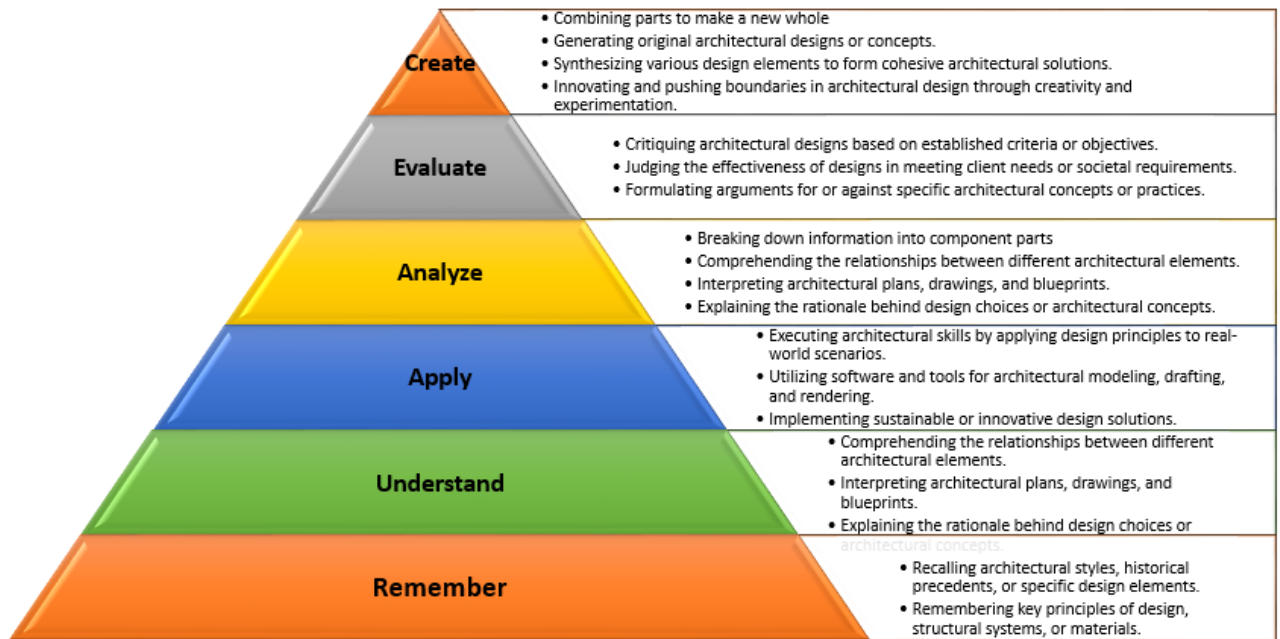 Create
• Combining parts to make a new whole
• Generating original architectural designs or concepts.
• Synthesizing various design elements to form cohesive architectural solutions.
• Innovating and pushing boundaries in architectural design through creativity and
experimentation.
Evaluate
• Critiquing architectural designs based on established criteria or objectives.
• Judging the effectiveness of designs in meeting client needs or societal requirements.
• Formulating arguments for or against specific architectural concepts or practices.
Analyze
• Breaking down information into component parts
• Comprehending the relationships between different architectural elements.
• Interpreting architectural plans, drawings, and blueprints.
• Explaining the rationale behind design choices or architectural concepts.
Apply
• Executing architectural skills by applying design principles to real-
world scenarios.
• Utilizing software and tools for architectural modeling, drafting,
and rendering.
• Implementing sustainable or innovative design solutions.
Understand
• Comprehending the relationships between different
architectural elements.
• Interpreting architectural plans, drawings, and
blueprints.
• Explaining the rationale behind design choices or
architectural concepts.
Remember
• Recalling architectural styles, historical
precedents, or specific design elements.
• Remembering key principles of design,
structural systems, or materials.